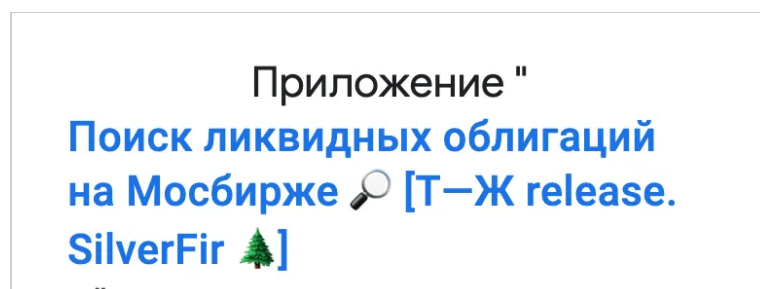 Приложение "
Поиск ликвидных облигаций
на Мосбирже 🔎 [Т—Ж release.
SilverFir 🌲]